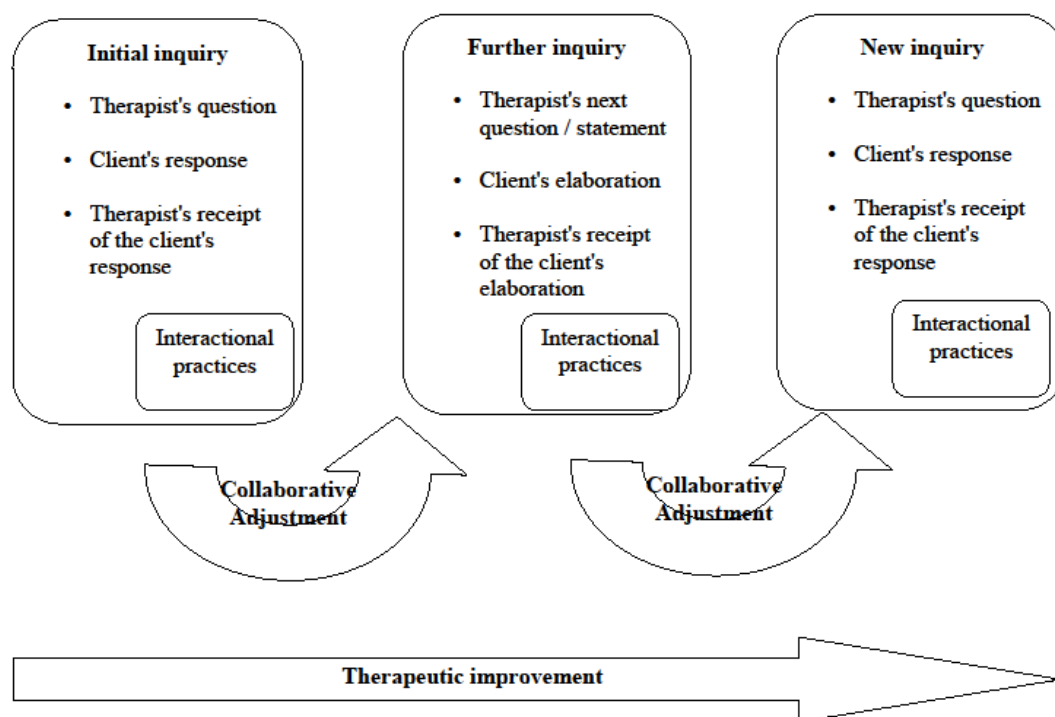 Initial inquiry
• Therapist's question
• Client's response
• Therapist's receipt
of the client's
response
Interactional
practices
Further inquiry
• Therapist's next
question / statement
• Client's elaboration
• Therapist's receipt
of the client's
elaboration
Interactional
practices
New inquiry
• Therapist's question
• Client's response
• Therapist's receipt
of the client's
response
Interactional
practices
Collaborative
Adjustment
Collaborative
Adjustment
Therapeutic improvement